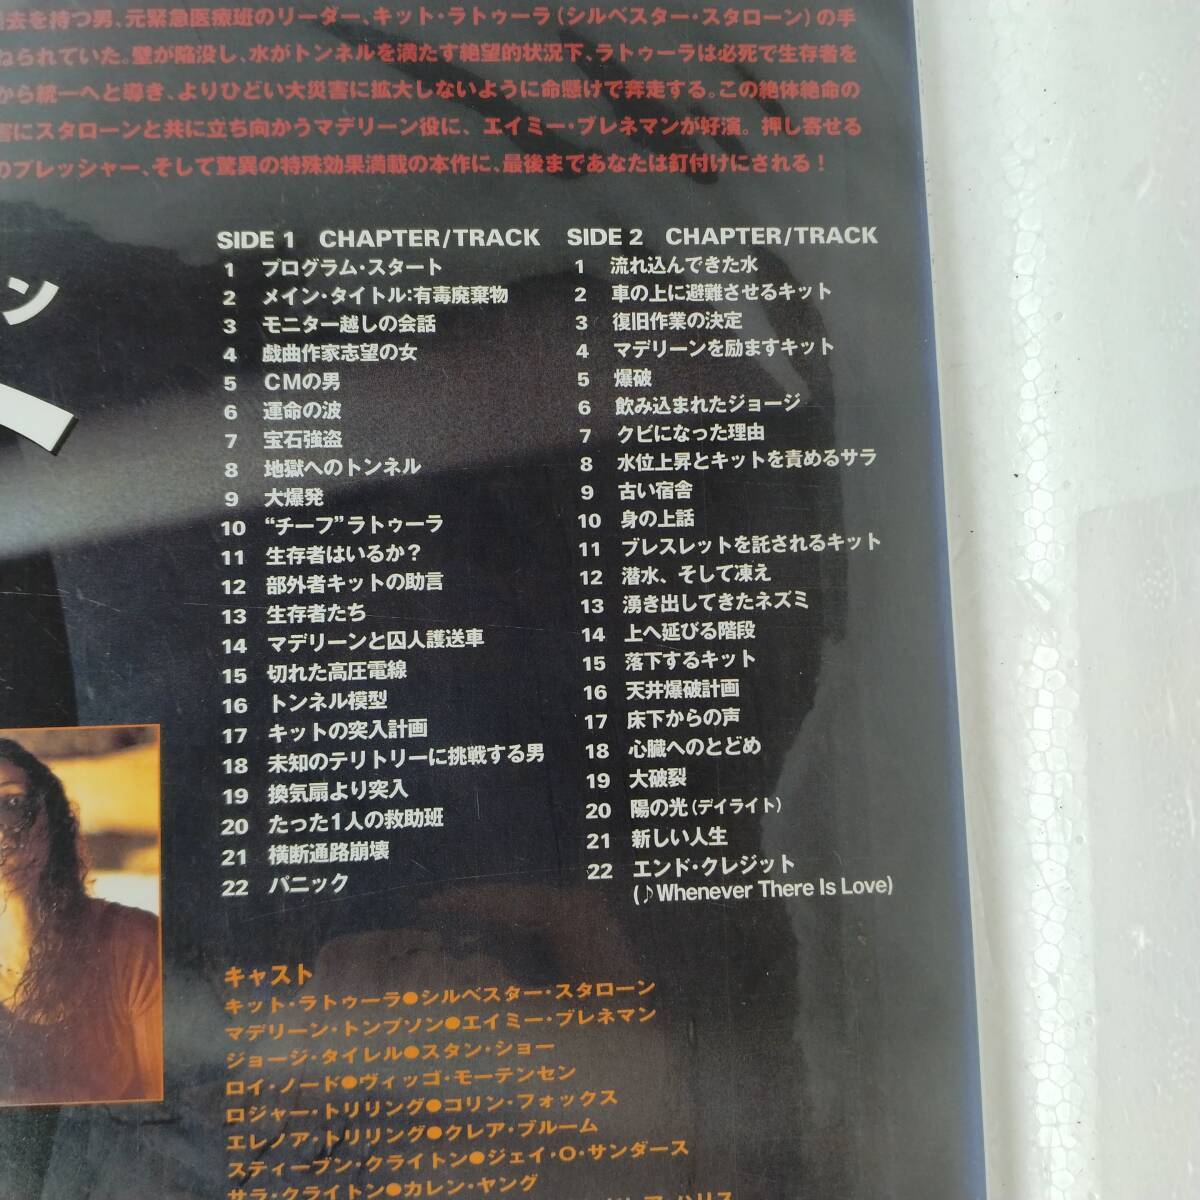 去を持つ男、元緊急医療班のリーダー、キット・ラトゥーラ(シルベスター・スタローン)の手
ねられていた。壁が陥没し、水がトンネルを満たす絶望的状況下、ラトゥーラは必死で生存者を
から統一へと導き、よりひどい大災害に拡大しないように命懸けで奔走する。この絶体絶命の
害にスタローンと共に立ち向かうマデリーン役に、エイミー・ブレネマンが好演。押し寄せる
のプレッシャー、そして驚異の特殊効果満載の本作に、最後まであなたは釘付けにされる!
ン
SIDE 1 CHAPTER/TRACK
1 プログラム・スタート
2 メイン・タイトル:有毒廃棄物
3 モニター越しの会話
4 戯曲作家志望の女
5 CMの男
6 運命の波
7 宝石強盗
8 地獄へのトンネル
9 大爆発
10 “チーフ”ラトゥーラ
11 生存者はいるか?
12 部外者キットの助言
13 生存者たち
14 マデリーンと囚人護送車
15 切れた高圧電線
16 トンネル模型
17 キットの突入計画
18 未知のテリトリーに挑戦する男
19 換気扇より突入
20 たった1人の救助班
21 横断通路崩壊
22 パニック
SIDE 2 CHAPTER/TRACK
1 流れ込んできた水
2 車の上に避難させるキット
3 復旧作業の決定
4 マデリーンを励ますキット
5 爆破
6 飲み込まれたジョージ
7 クビになった理由
8 水位上昇とキットを責めるサラ
9 古い宿舎
10 身の上話
11 ブレスレットを託されるキット
12 潜水、そして凍え
13 湧き出してきたネズミ
14 上へ延びる階段
15 落下するキット
16 天井爆破計画
17 床下からの声
18 心臓へのとどめ
19 大破裂
20 陽の光(デイライト)
21 新しい人生
22 エンド・クレジット
(♪Whenever There Is Love)
キャスト
キット・ラトゥーラ●シルベスター・スタローン
マデリーン・トンプソン●エイミー・ブレネマン
ジョージ・タイレル●スタン・ショー
ロイ・ノード●ヴィッゴ・モーテンセン
ロジャー・トリリング●コリン・フォックス
エレノア・トリリング●クレア・ブルーム
スティーブン・クライトン●ジェイ・O・サンダース
サラ・クライトン●カレン・ヤング